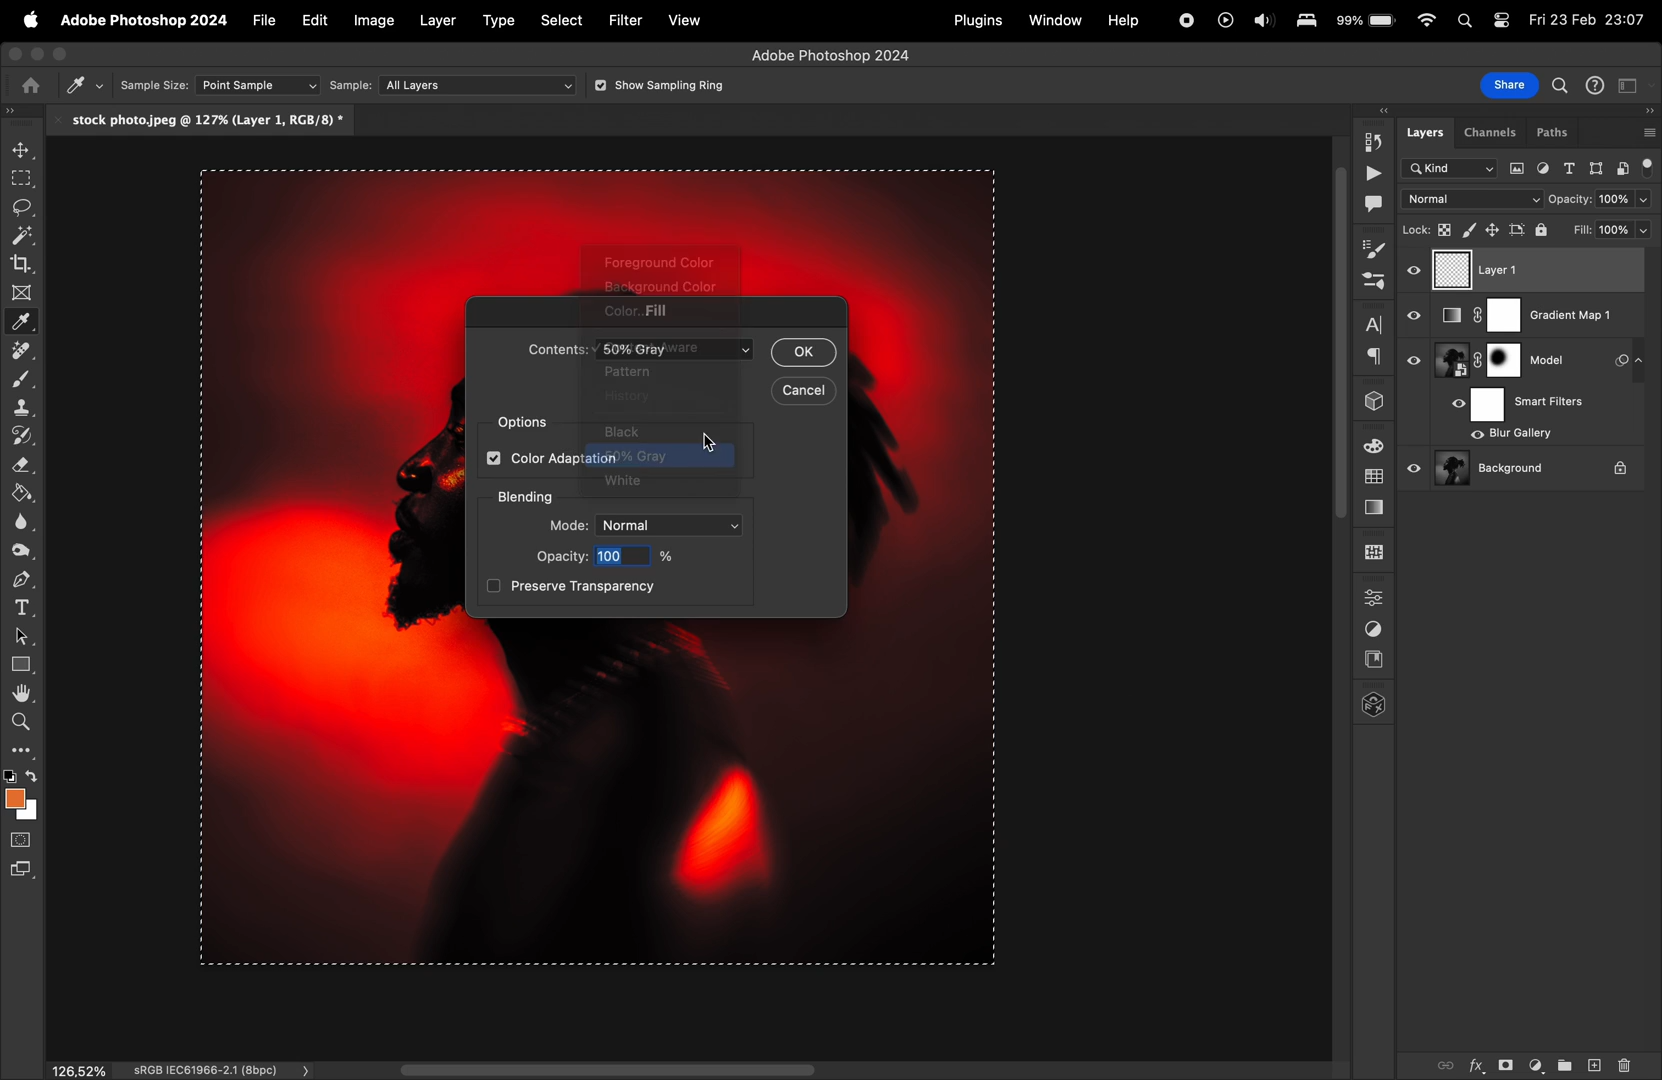 Adobe Photoshop 2024 File Edit Image Layer Type Select Filter View Plugins Window Help 99% Fri 23 Feb 23:07
Adobe Photoshop 2024
Sample Size: Point Sample Sample: All Layers Show Sampling Ring Share
stock photo.jpeg @ 127% (Layer 1, RGB/8) *
Layers Channels Paths
Kind
Normal Opacity: 100%
Lock: Fill: 100%
Layer 1
Gradient Map 1
Model
Smart Filters
Blur Gallery
Background
Foreground Color
Background Color
Color...
Fill
Contents: 50% Gray
OK
Pattern
Cancel
History
Options
Black
Color Adaptation
50% Gray
White
Blending
Mode: Normal
Opacity: 100 %
Preserve Transparency
126,52% sRGB IEC61966-2.1 (8bpc)